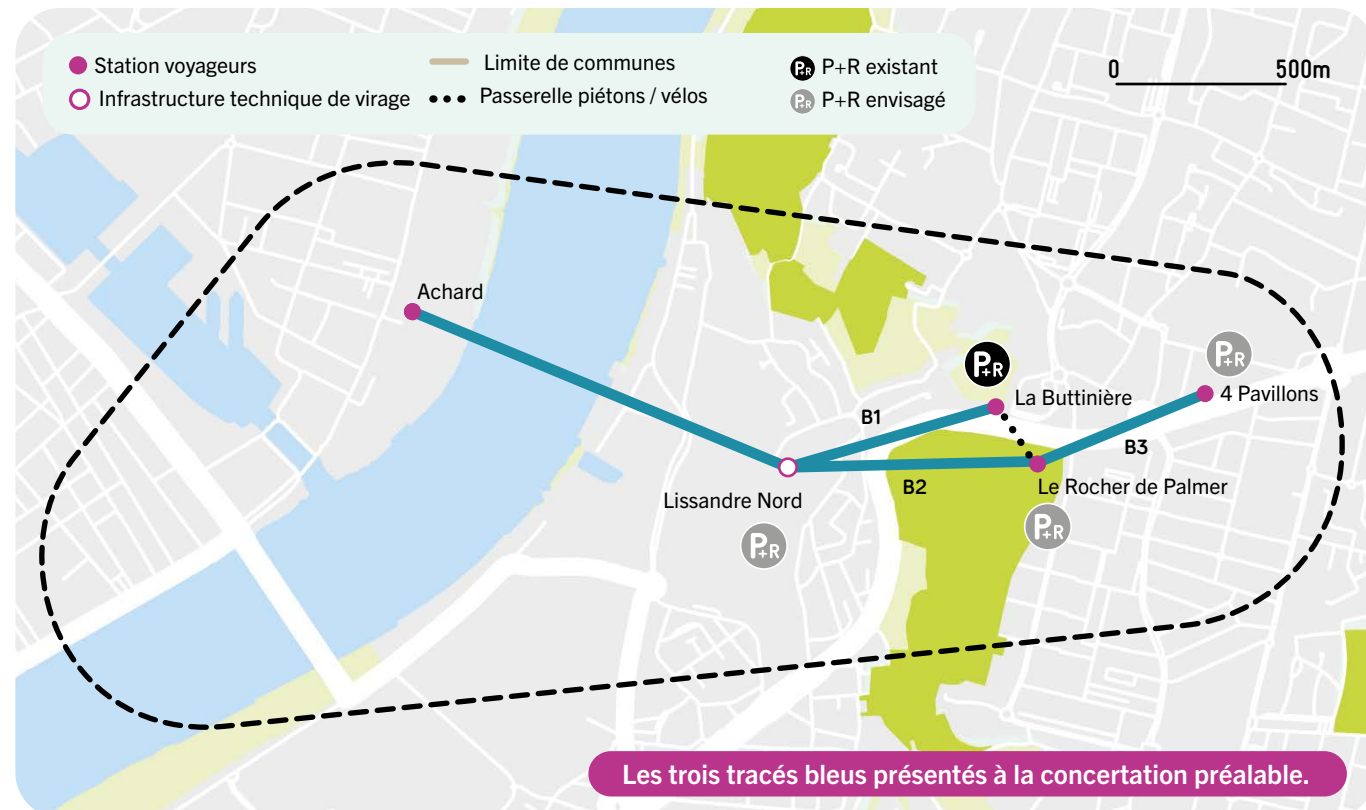 Station voyageurs
Infrastructure technique de virage
Limite de communes
Passerelle piétons / vélos
P+R P+R existant
P+R P+R envisagé
0 500m
Achard
P+R
La Buttinière
P+R
4 Pavillons
B1
B3
B2
Lissandre Nord
Le Rocher de Palmer
P+R
P+R
Les trois tracés bleus présentés à la concertation préalable.